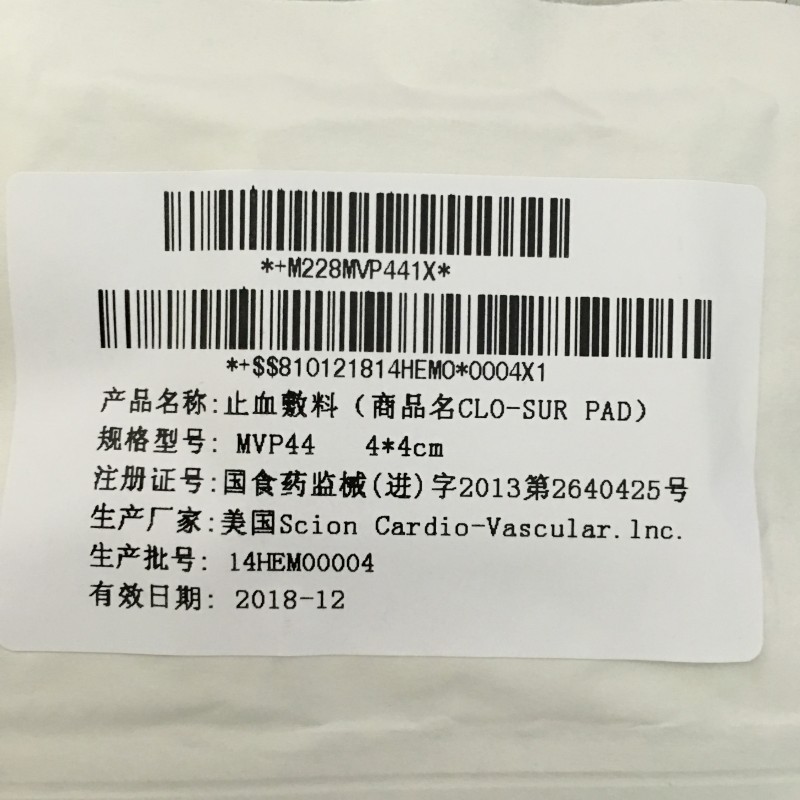 *+M228MVP441X*
*+$$810121814HEM0*0004X1
产品名称:止血敷料（商品名CLO-SUR PAD）
规格型号: MVP44 4*4cm
注册证号:国食药监械(进)字2013第2640425号
生产厂家:美国Scion Cardio-Vascular.lnc.
生产批号: 14HEM00004
有效日期: 2018-12